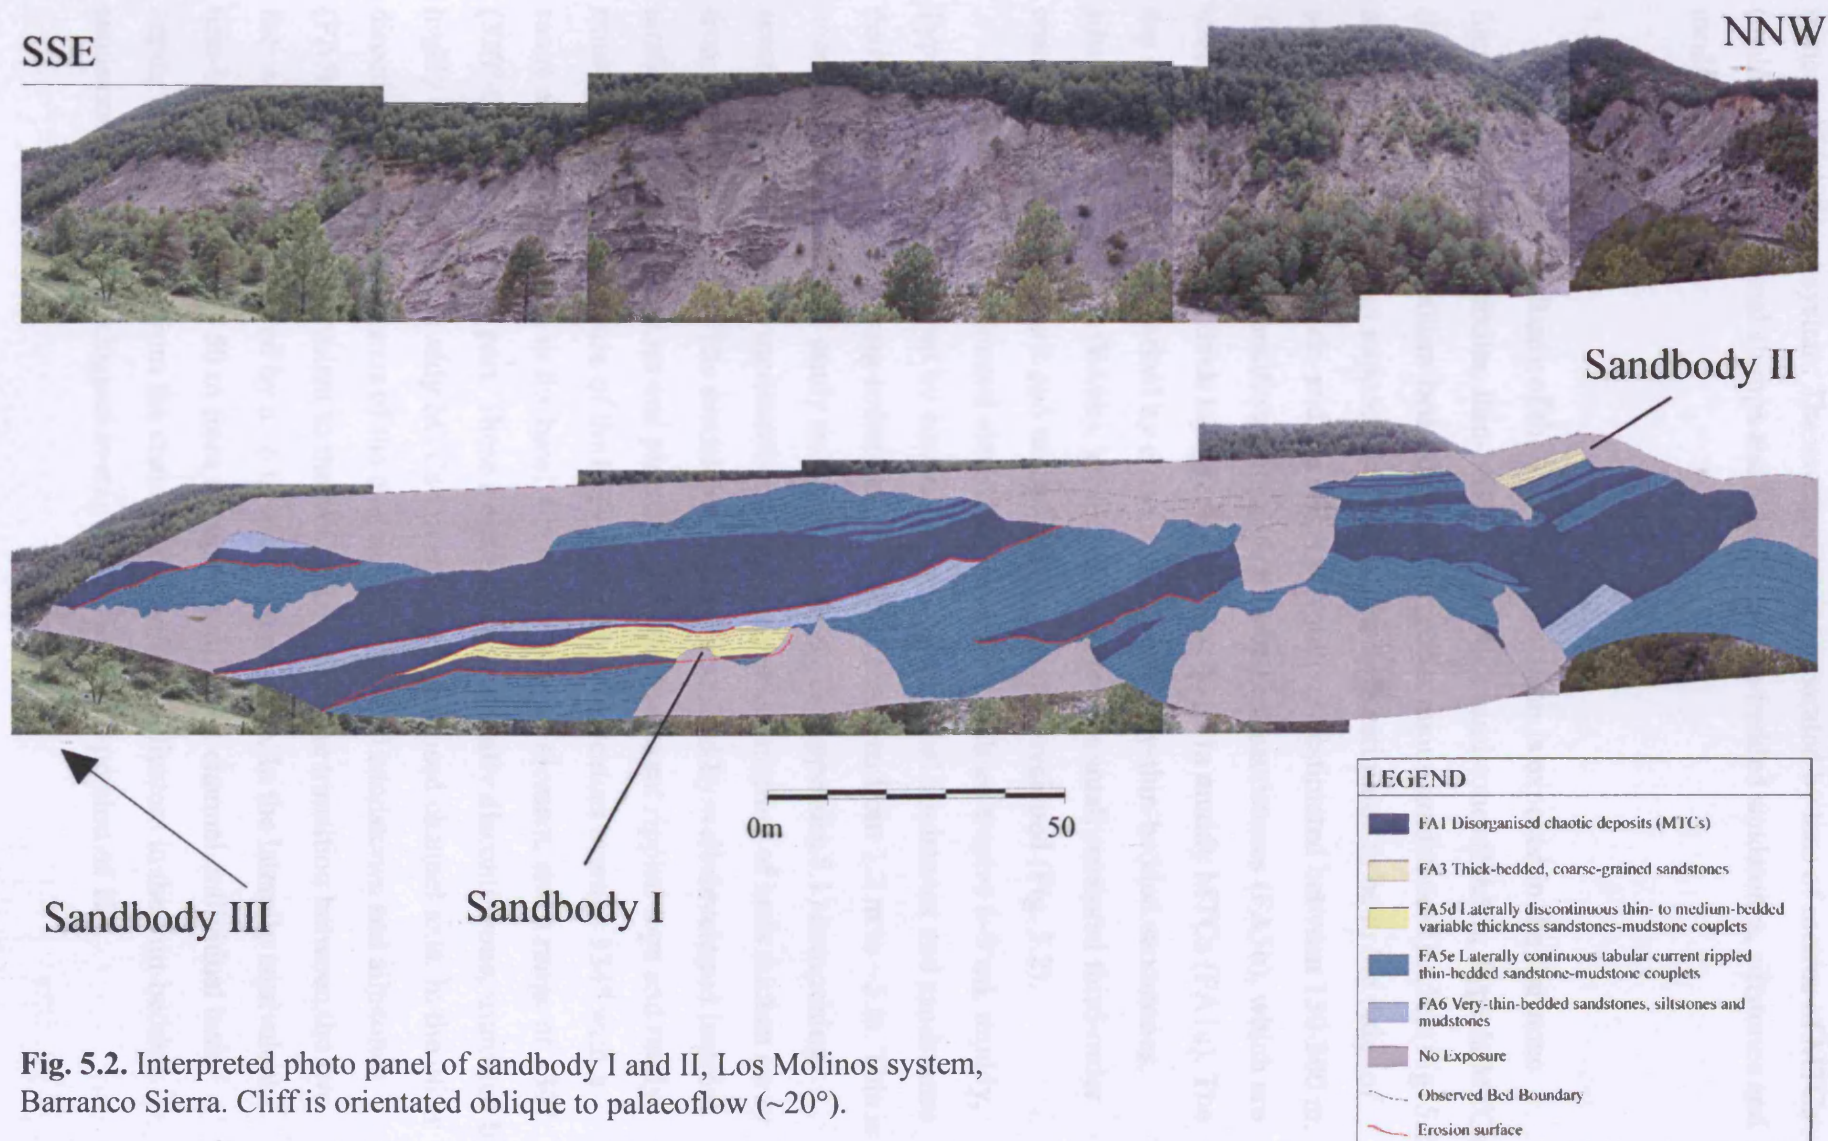 SSE
NNW
Sandbody II
0m
50
Sandbody III
Sandbody I
LEGEND
FA1 Disorganised chaotic deposits (MTCs)
FA3 Thick-bedded, coarse-grained sandstones
FA5d Laterally discontinuous thin- to medium-bedded
variable thickness sandstones-mudstone couplets
FA5e Laterally continuous tabular current rippled
thin-bedded sandstone-mudstone couplets
FA6 Very-thin-bedded sandstones, siltstones and
mudstones
No Exposure
Observed Bed Boundary
Erosion surface
Fig. 5.2. Interpreted photo panel of sandbody I and II, Los Molinos system,
Barranco Sierra. Cliff is orientated oblique to palaeoflow (~20°).